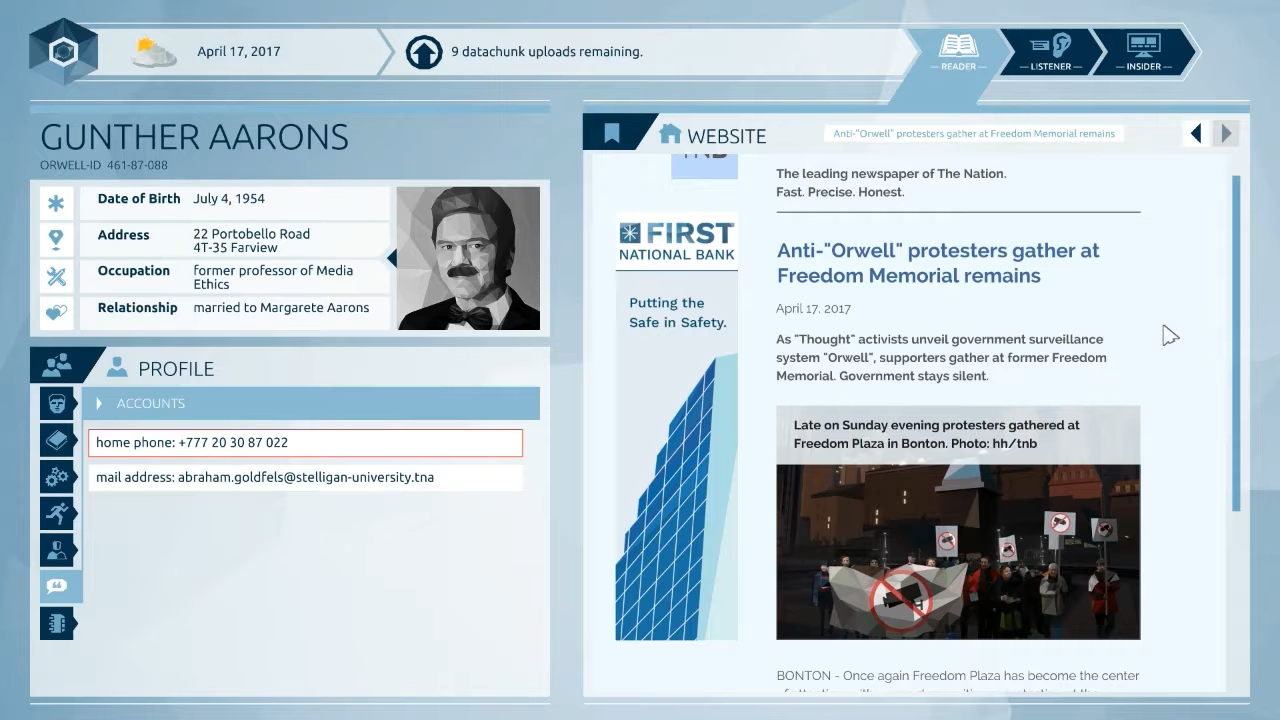 April 17, 2017
9 datachunk uploads remaining.
— READER —
— LISTENER —
— INSIDER —
GUNTHER AARONS
ORWELL-ID 461-87-088
Date of Birth July 4, 1954
Address 22 Portobello Road
4T-35 Farview
Occupation former professor of Media
Ethics
Relationship married to Margarete Aarons
PROFILE
ACCOUNTS
home phone: +777 20 30 87 022
mail address: abraham.goldfels@stelligan-university.tna
WEBSITE
Anti-"Orwell" protesters gather at Freedom Memorial remains
The leading newspaper of The Nation.
Fast. Precise. Honest.
FIRST
NATIONAL BANK
Putting the
Safe in Safety.
Anti-"Orwell" protesters gather at
Freedom Memorial remains
April 17. 2017
As "Thought" activists unveil government surveillance
system "Orwell", supporters gather at former Freedom
Memorial. Government stays silent.
Late on Sunday evening protesters gathered at
Freedom Plaza in Bonton. Photo: hh/tnb
BONTON - Once again Freedom Plaza has become the center